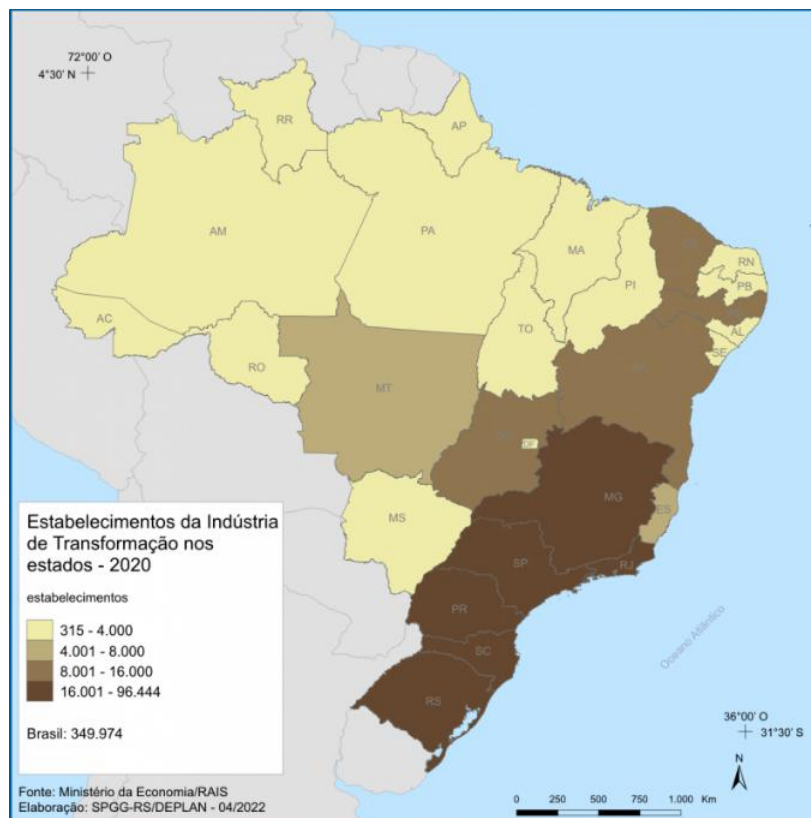 72°00' O
4°30' N
RR
AP
AM
PA
MA
RN
PB
PI
AC
TO
AL
SE
RO
MT
DF
MG
ES
MS
SP
RJ
PR
SC
RS
Oceano Atlântico
Estabelecimentos da Indústria
de Transformação nos
estados - 2020
estabelecimentos
315 - 4.000
4.001 - 8.000
8.001 - 16.000
16.001 - 96.444
Brasil: 349.974
36°00' O
31°30' S
N
Fonte: Ministério da Economia/RAIS
Elaboração: SPGG-RS/DEPLAN - 04/2022
0 250 500 750 1.000 Km